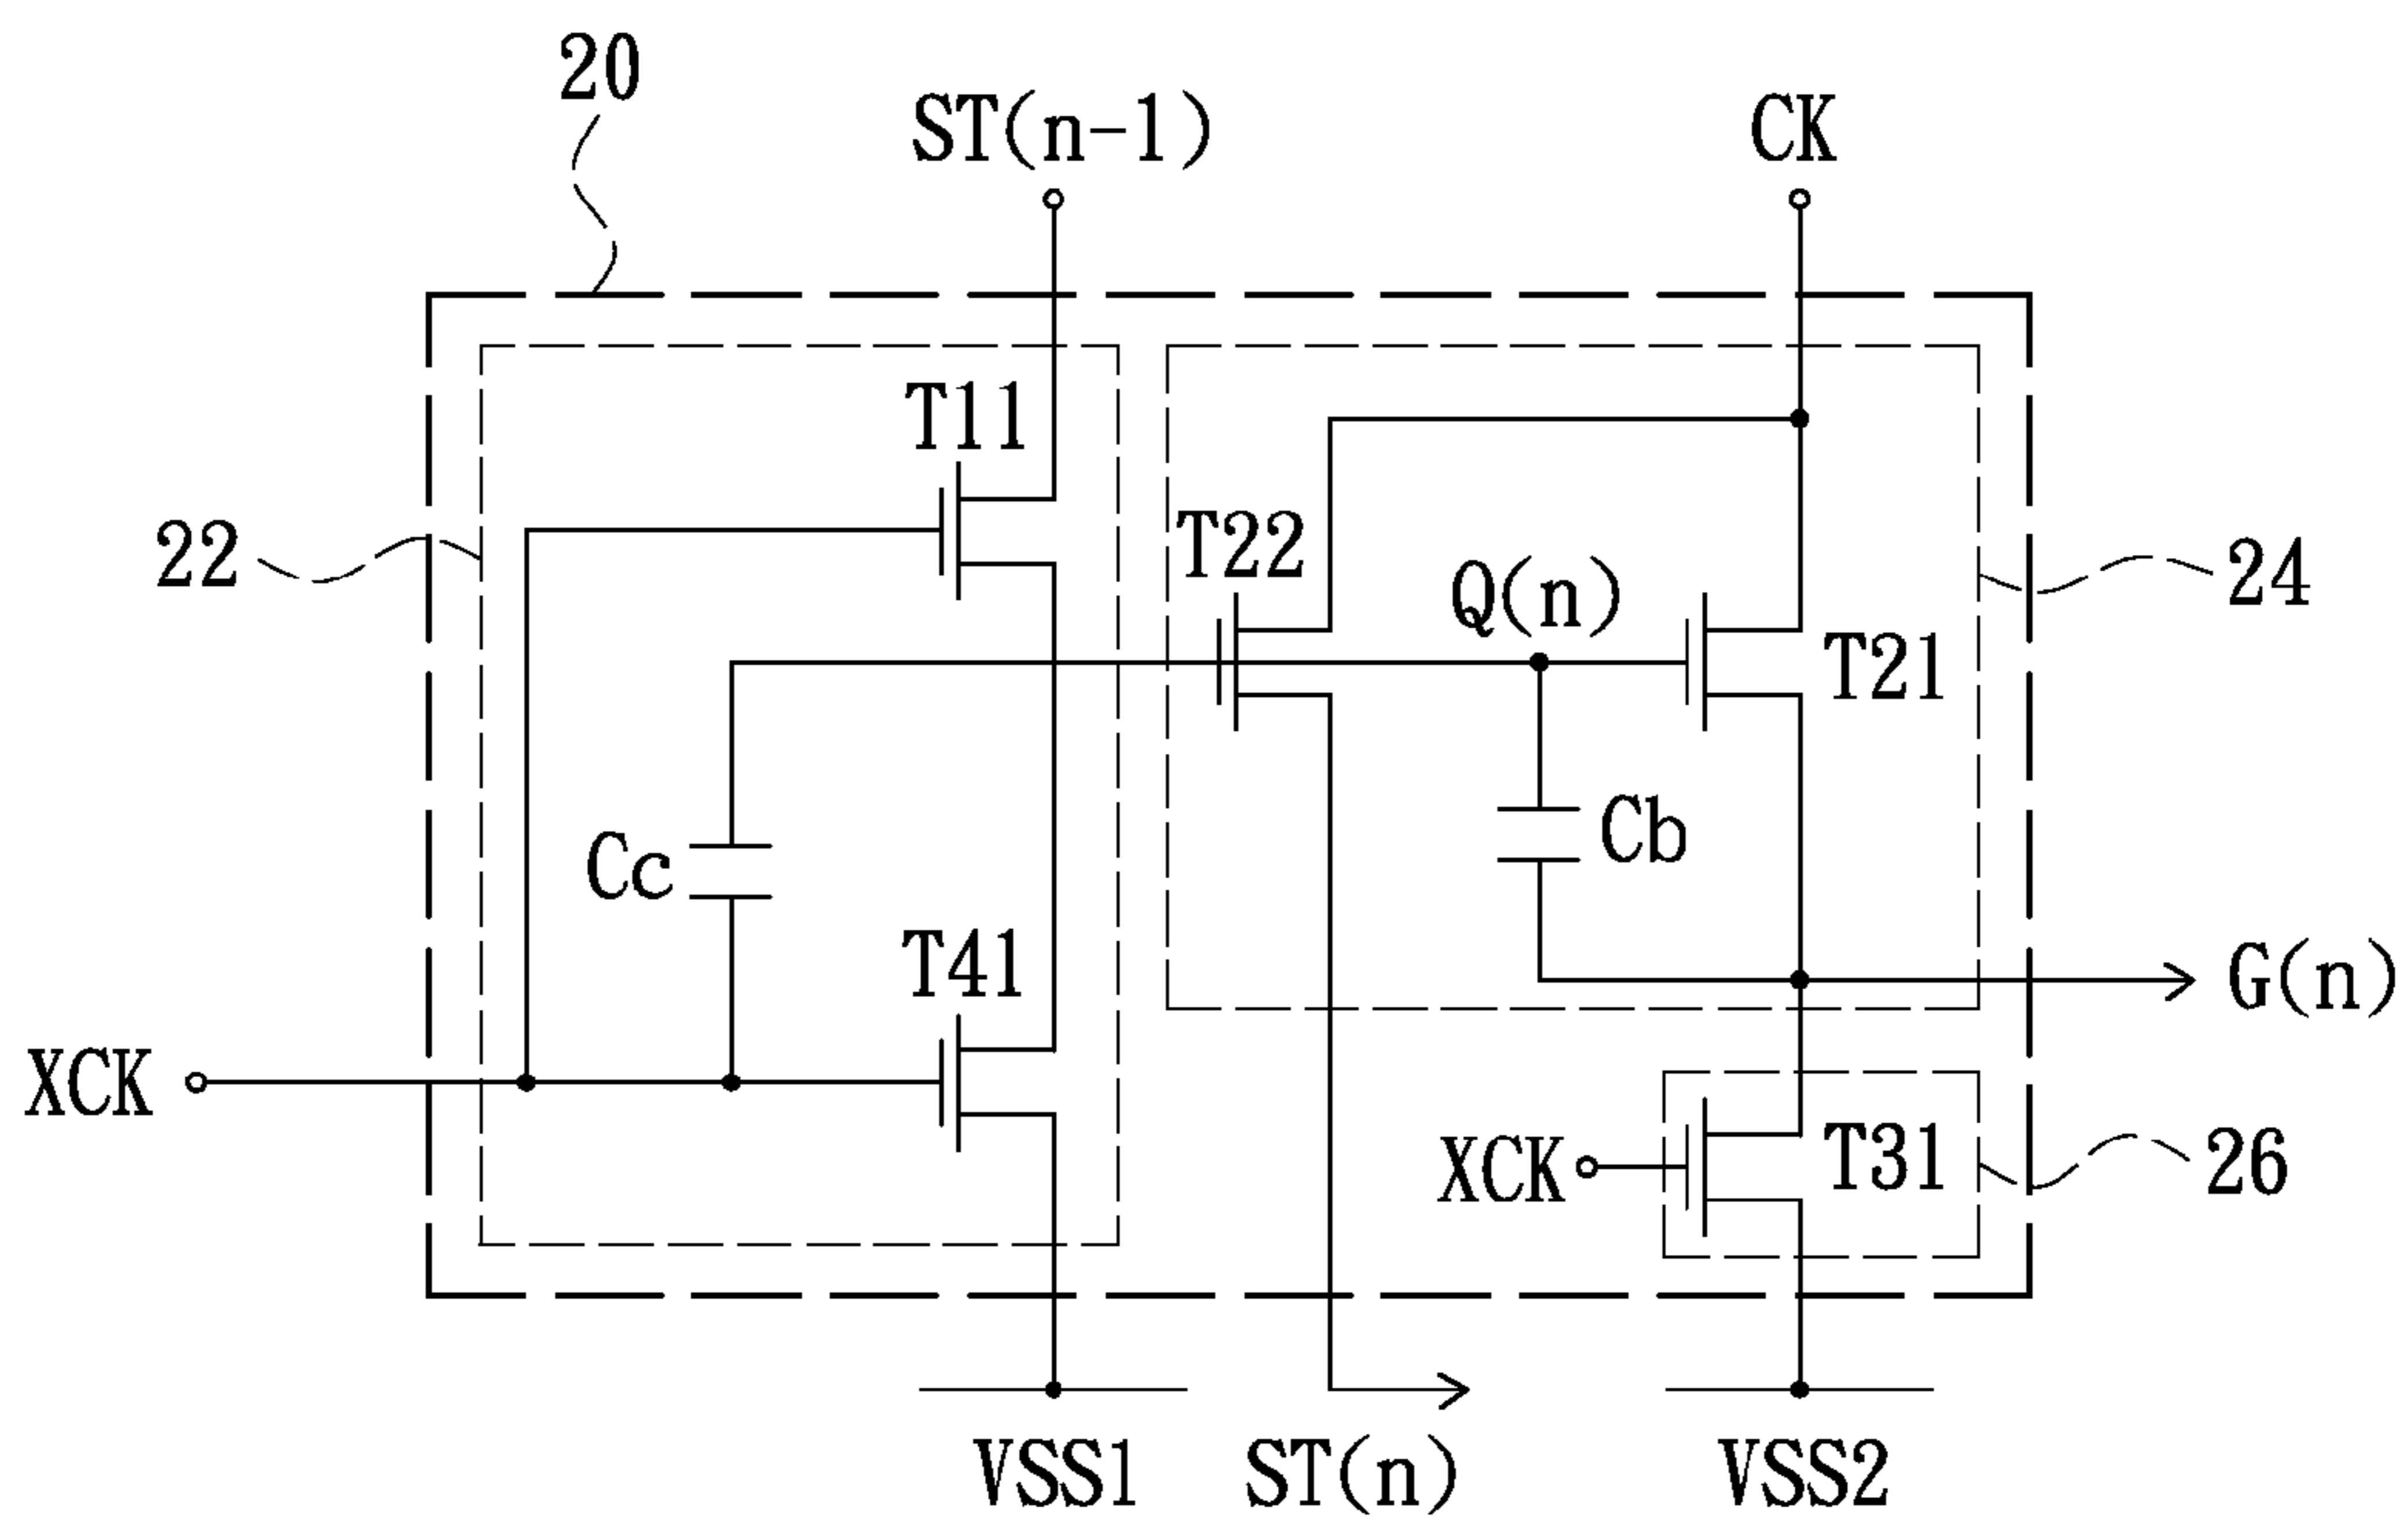 20
ST(n-1)
CK
T11
22
T22
Q(n)
24
T21
Cc
Cb
T41
G(n)
XCK
XCK
T31
26
VSS1
ST(n)
VSS2